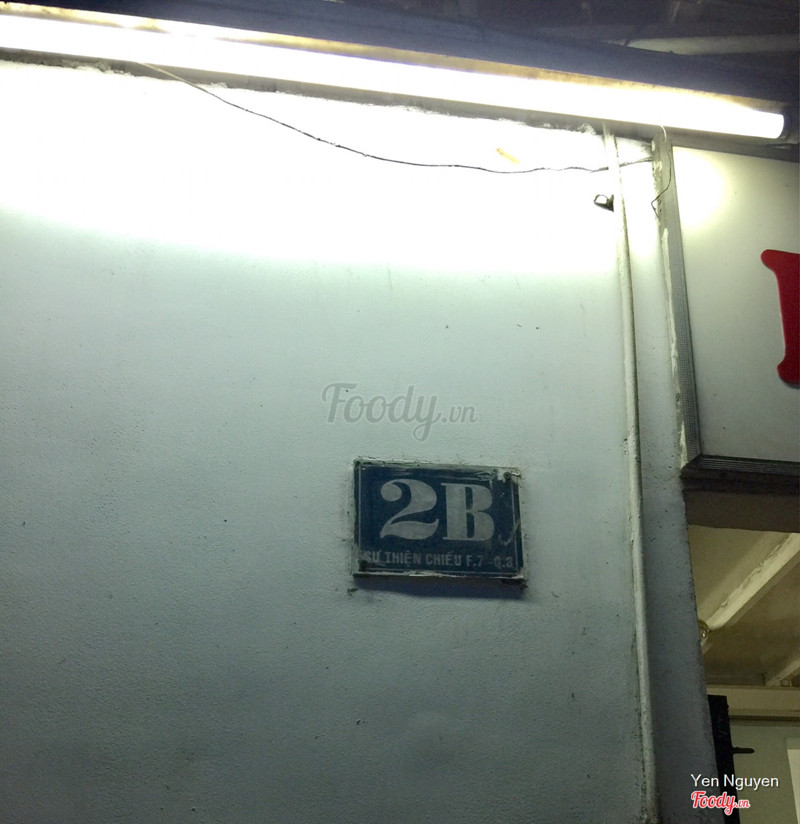 Foody.vn
2B
SƯ THIỆN CHIẾU F.7 - Q.3
Yen Nguyen
Foody.vn